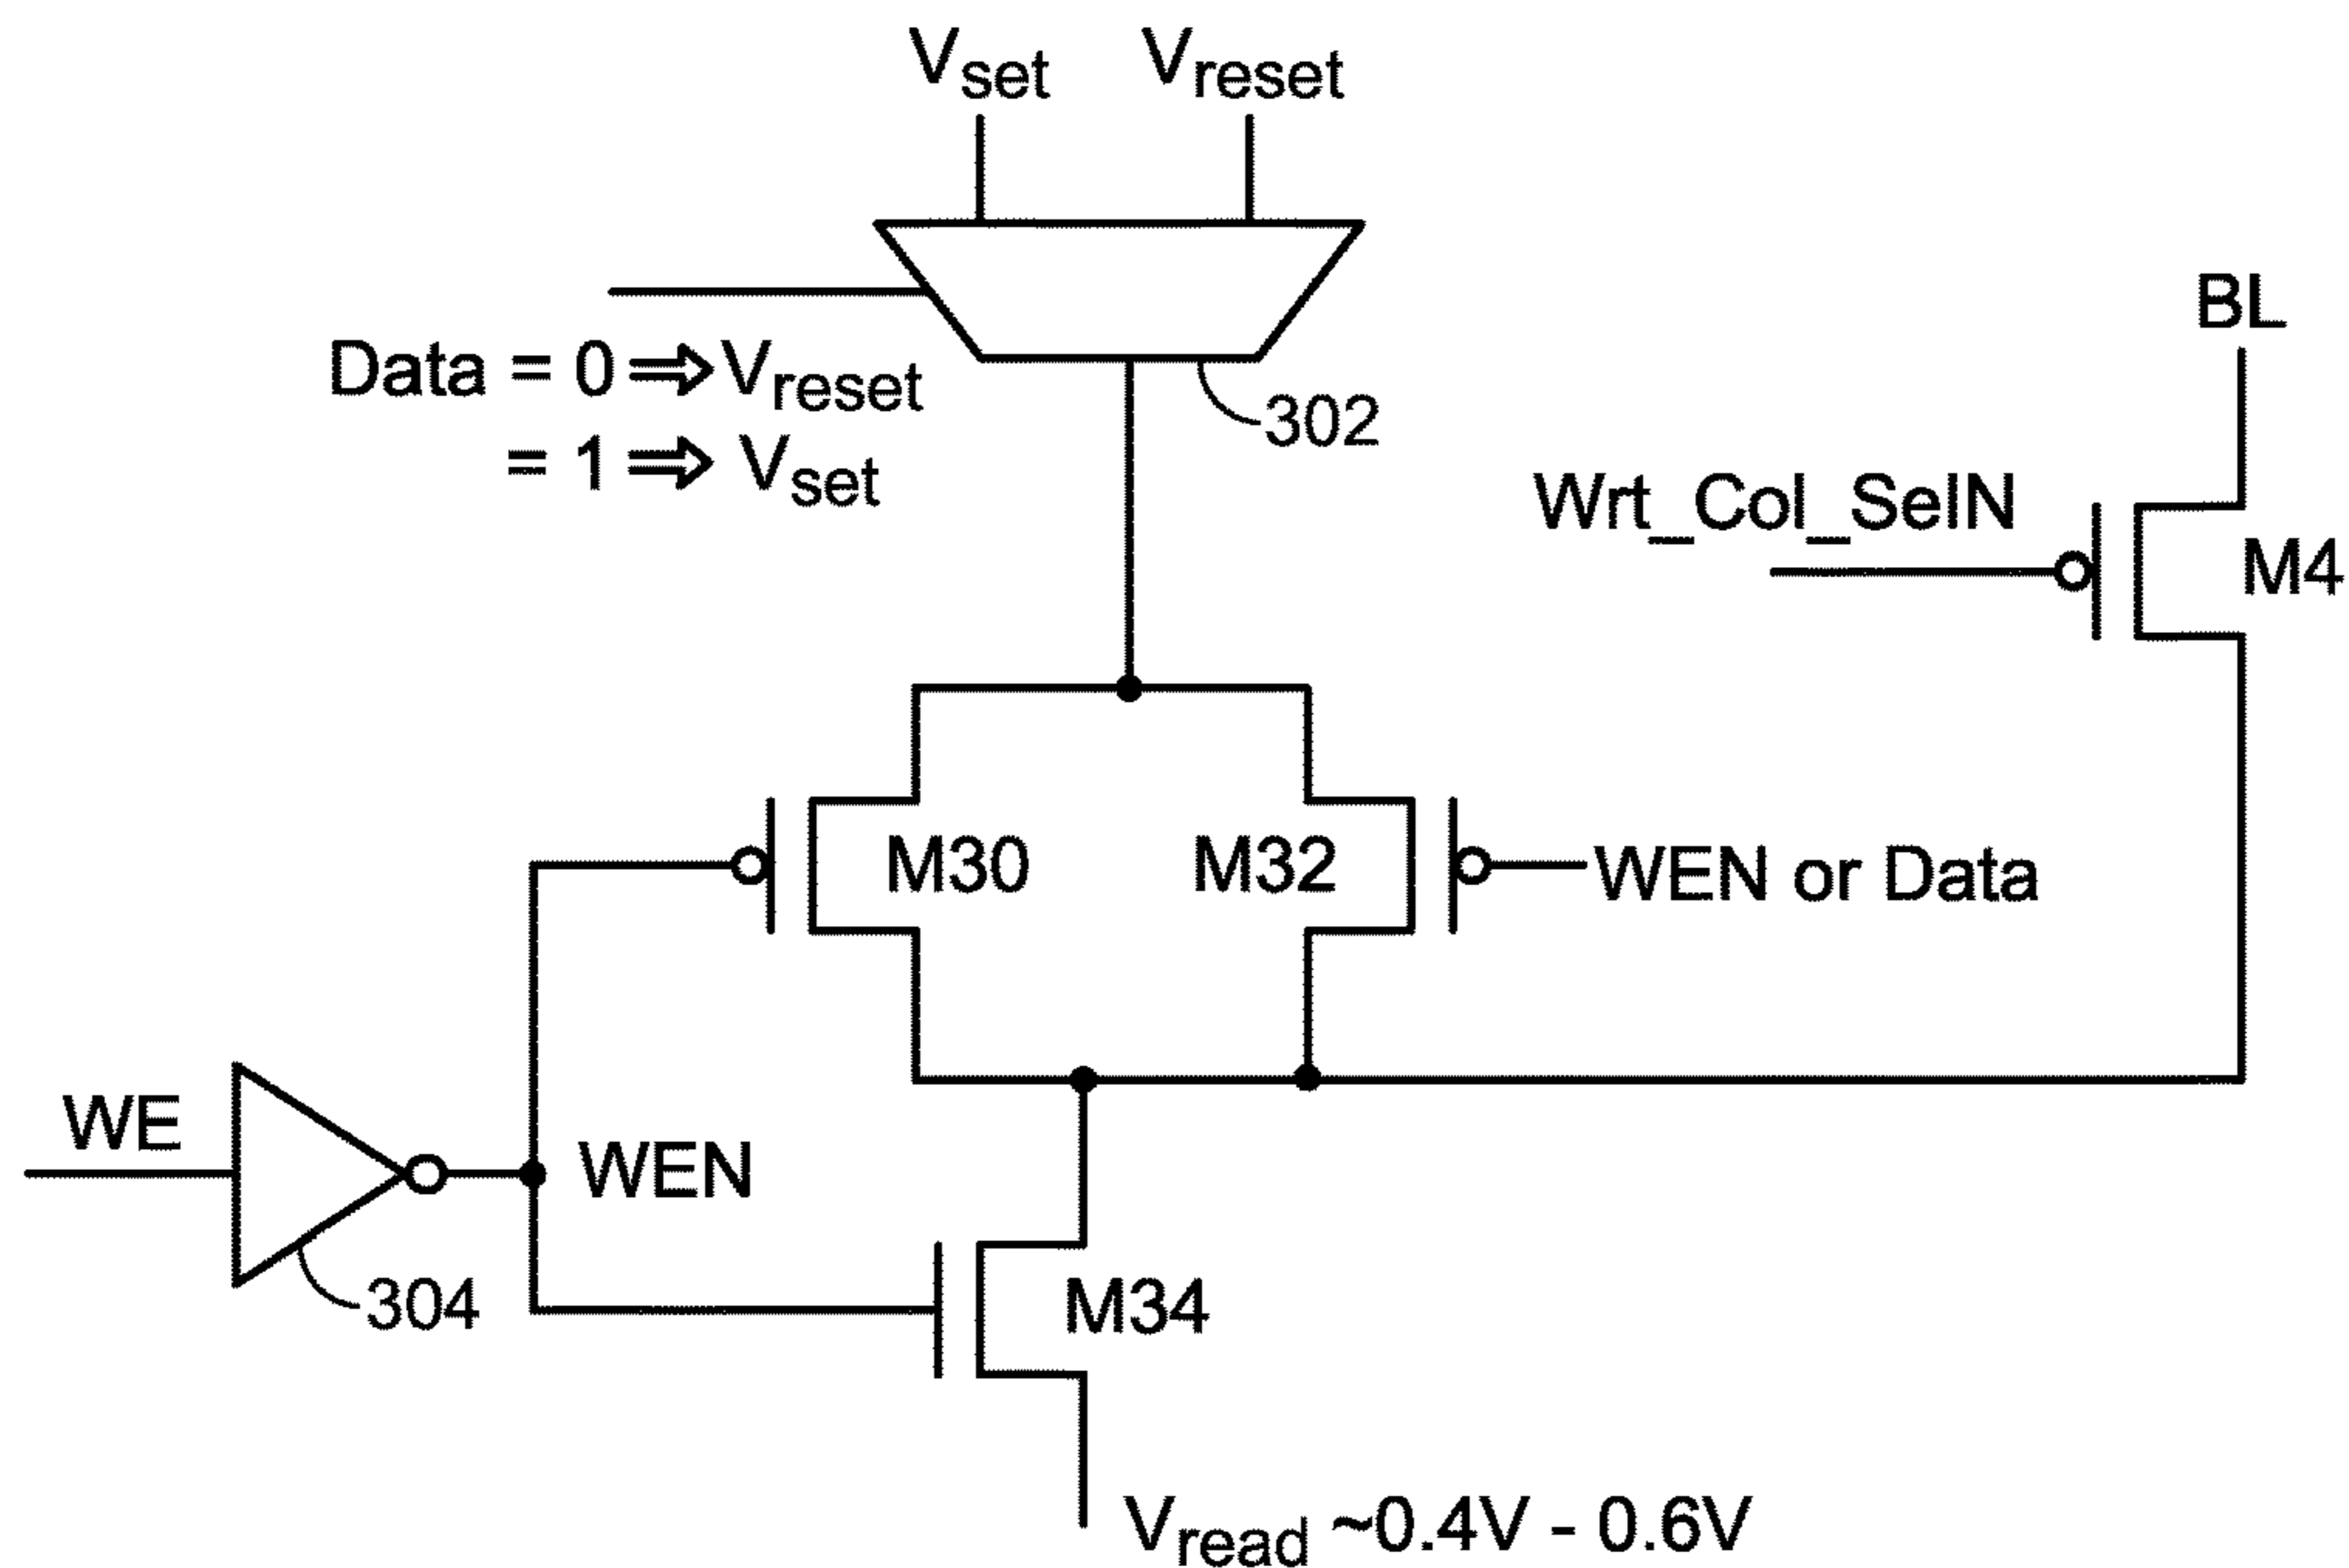 Vset Vreset
BL
Data = 0 ⇒ Vreset
302
= 1 ⇒ Vset
Wrt_Col_SelN
M4
M30 M32 WEN or Data
WE
WEN
304
M34
Vread ~0.4V - 0.6V